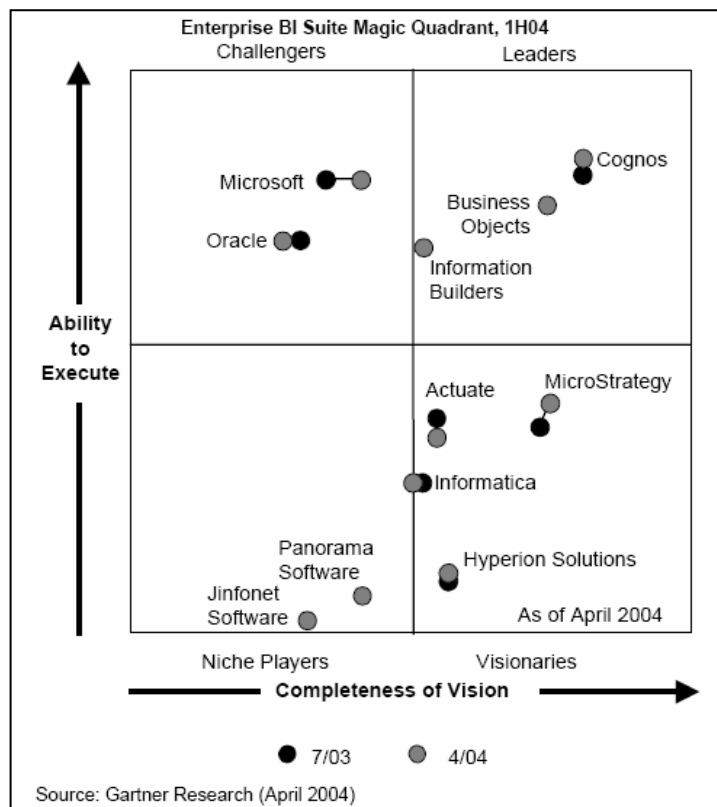 Enterprise BI Suite Magic Quadrant, 1H04
Challengers
Leaders
Cognos
Microsoft
Business
Objects
Oracle
Information
Builders
Ability
to
Execute
MicroStrategy
Actuate
Informatica
Panorama
Software
Hyperion Solutions
Jinfonet
Software
As of April 2004
Niche Players
Visionaries
Completeness of Vision
7/03
4/04
Source: Gartner Research (April 2004)